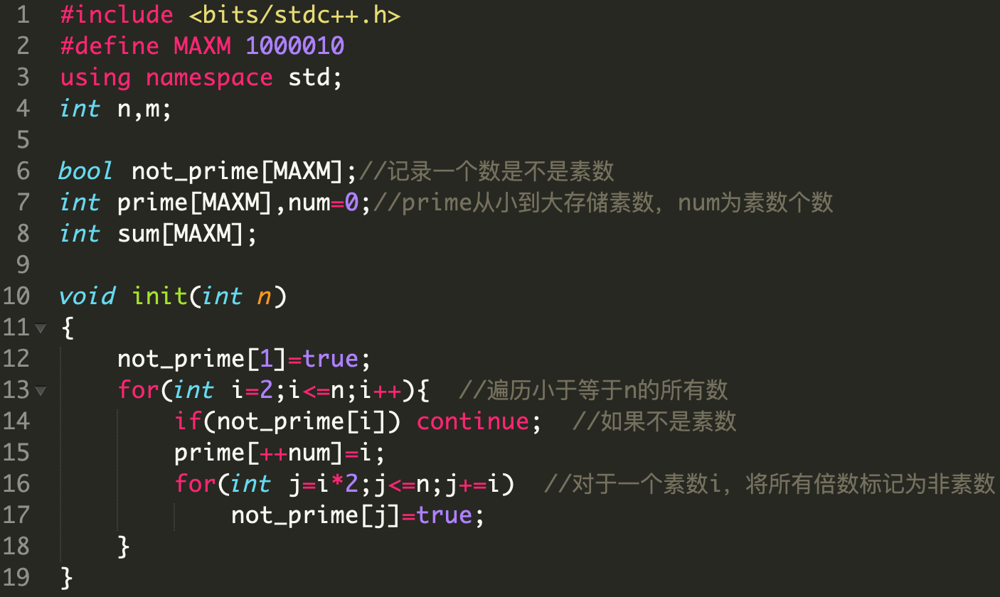 1 #include <bits/stdc++.h>
2 #define MAXM 1000010
3 using namespace std;
4 int n,m;
5
6 bool not_prime[MAXM];//记录一个数是不是素数
7 int prime[MAXM],num=0;//prime从小到大存储素数，num为素数个数
8 int sum[MAXM];
9
10 void init(int n)
11 {
12     not_prime[1]=true;
13     for(int i=2;i<=n;i++){  //遍历小于等于n的所有数
14         if(not_prime[i]) continue;  //如果不是素数
15         prime[++num]=i;
16         for(int j=i*2;j<=n;j+=i)  //对于一个素数i，将所有倍数标记为非素数
17             not_prime[j]=true;
18     }
19 }